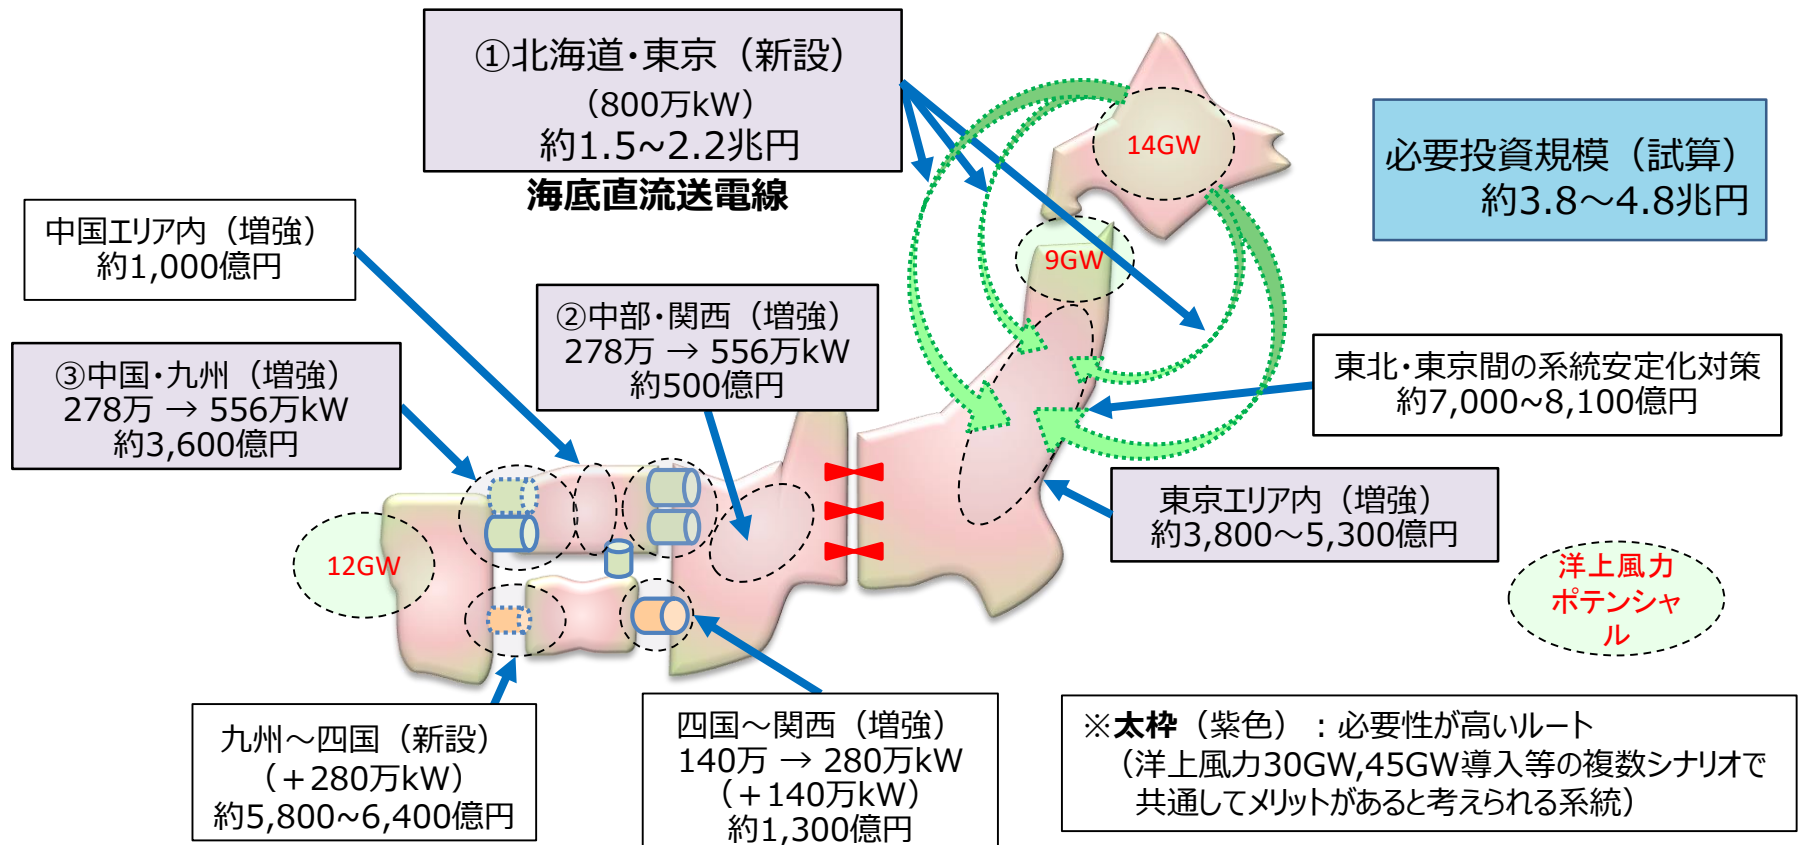 ①北海道・東京（新設）
（800万kW）
約1.5~2.2兆円
海底直流送電線
14GW
必要投資規模（試算）
約3.8～4.8兆円
中国エリア内（増強）
約1,000億円
9GW
②中部・関西（増強）
278万 → 556万kW
約500億円
③中国・九州（増強）
278万 → 556万kW
約3,600億円
東北・東京間の系統安定化対策
約7,000~8,100億円
東京エリア内（増強）
約3,800～5,300億円
12GW
洋上風力
ポテンシャ
ル
九州～四国（新設）
（＋280万kW）
約5,800~6,400億円
四国～関西（増強）
140万 → 280万kW
（＋140万kW）
約1,300億円
※太枠（紫色）：必要性が高いルート
（洋上風力30GW,45GW導入等の複数シナリオで
共通してメリットがあると考えられる系統）